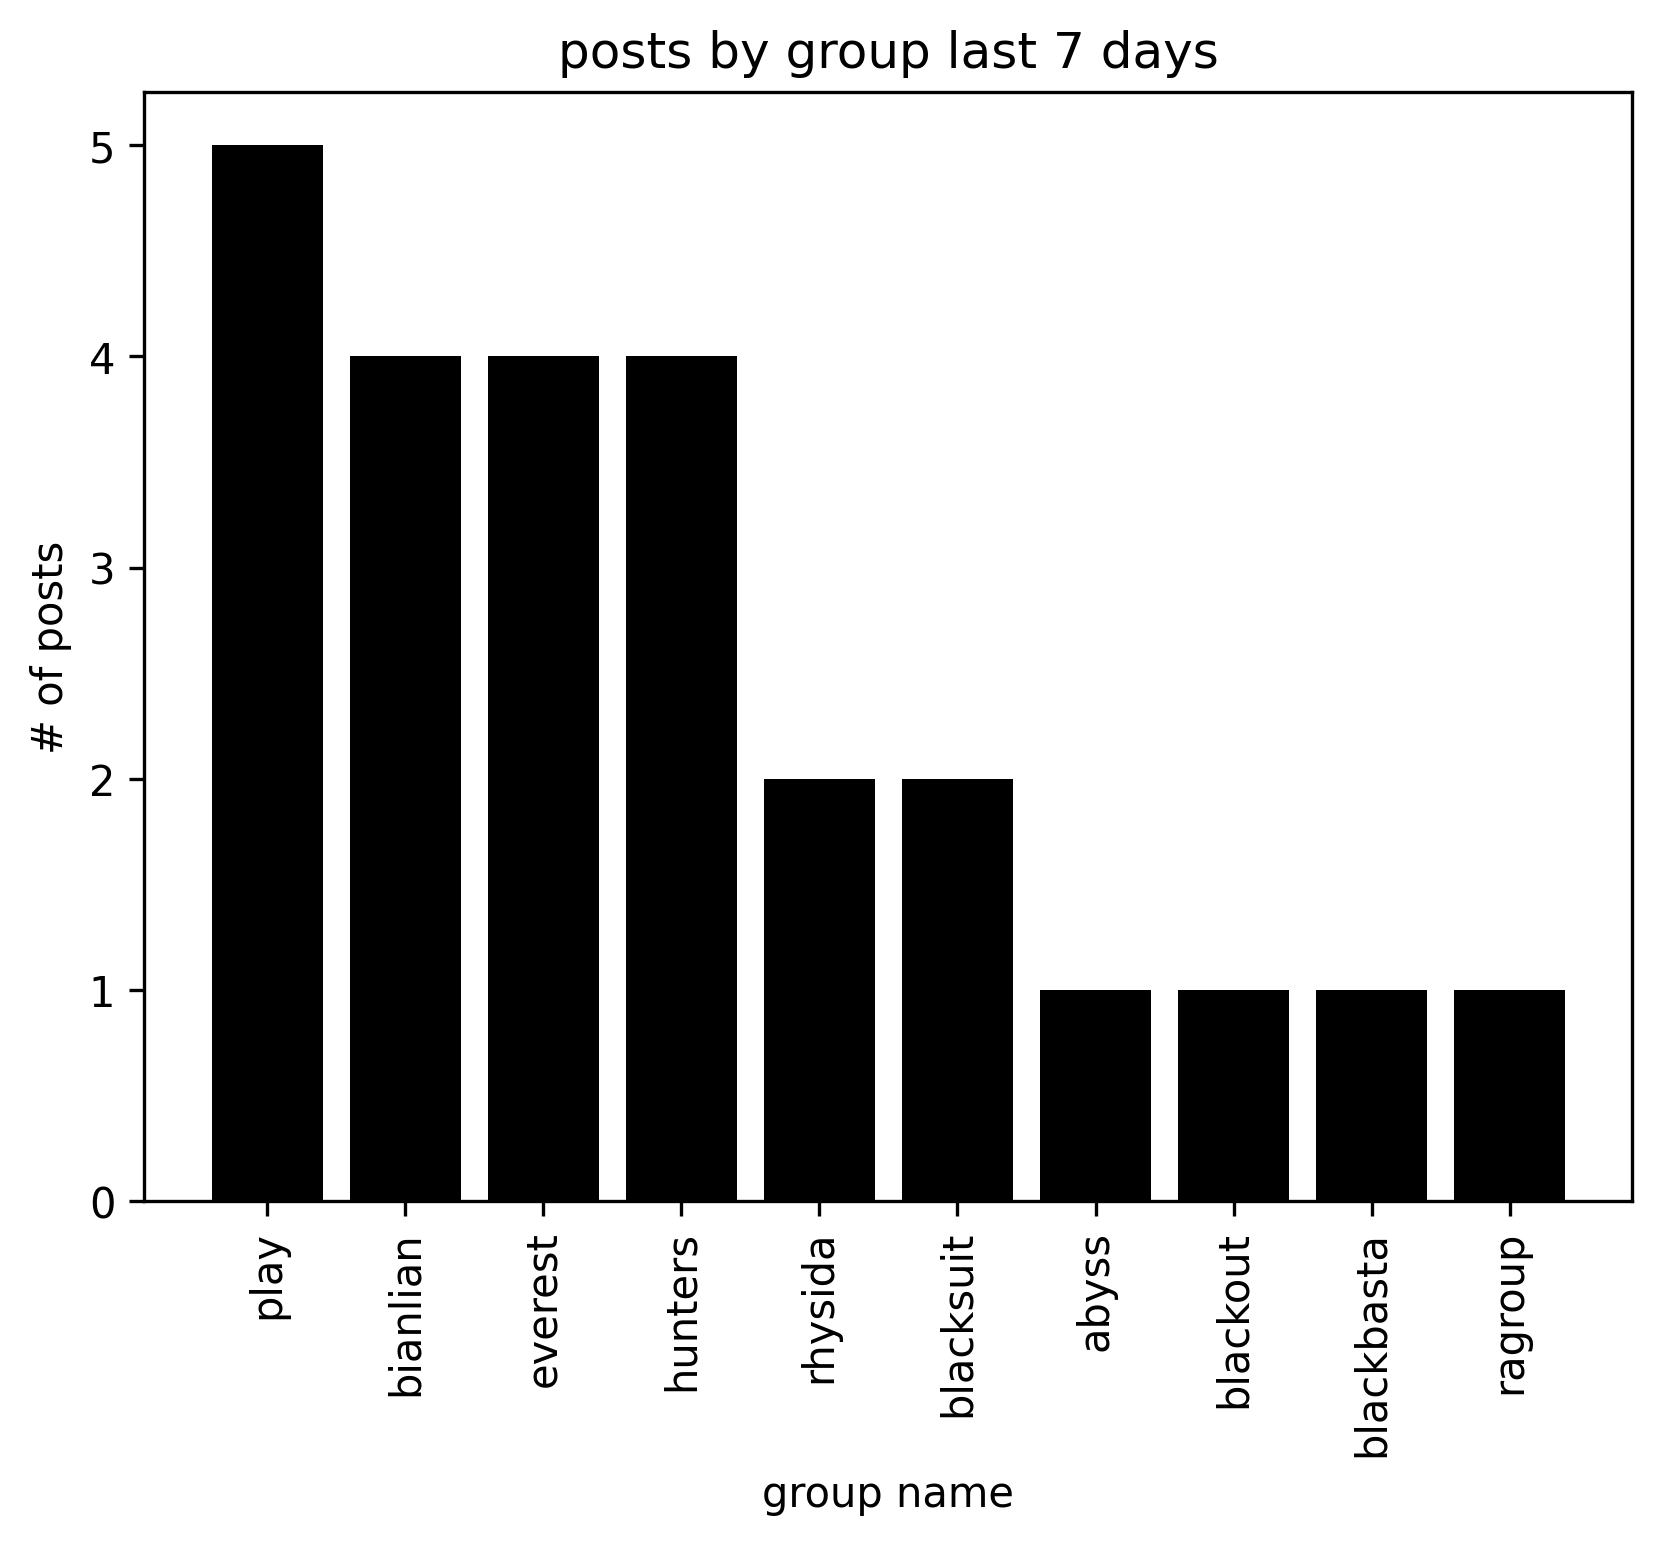 posts by group last 7 days
# of posts
5
4
3
2
1
0
play
bianlian
everest
hunters
rhysida
blacksuit
abyss
blackout
blackbasta
ragroup
group name